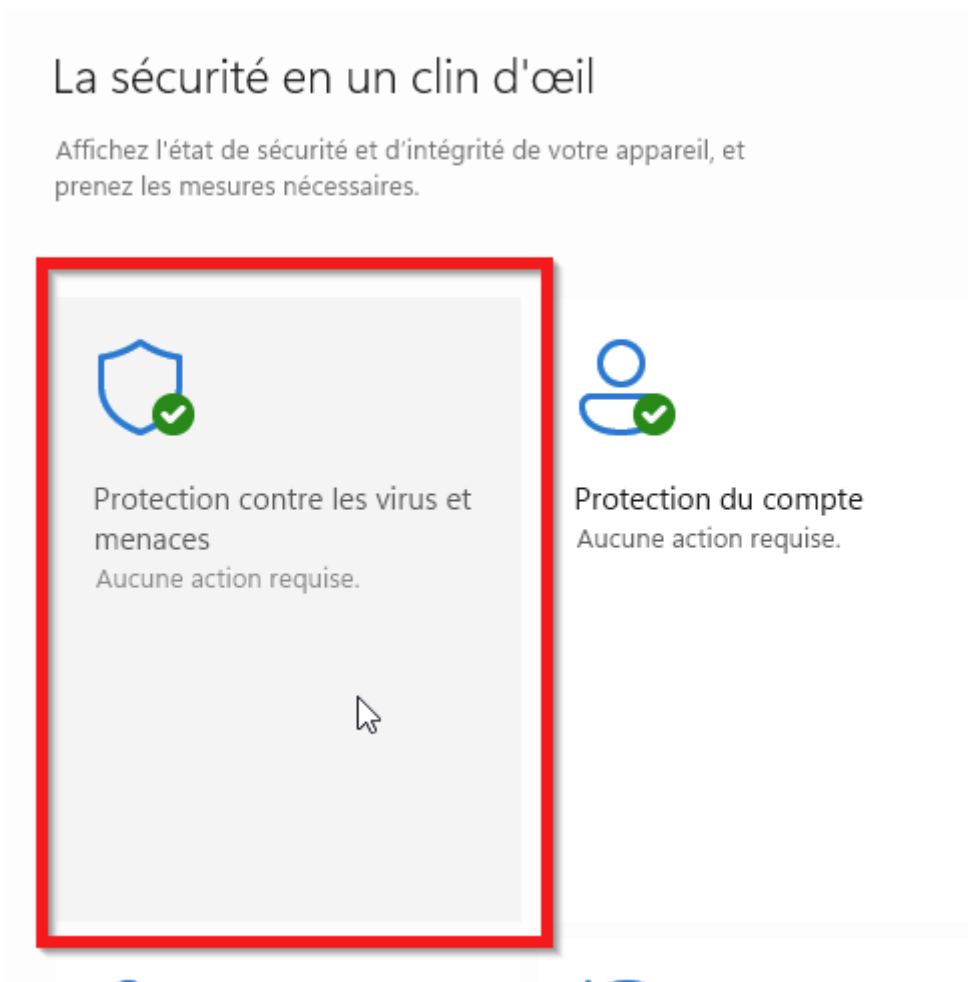 La sécurité en un clin d'œil
Affichez l'état de sécurité et d’intégrité de votre appareil, et
prenez les mesures nécessaires.
Protection contre les virus et
menaces
Aucune action requise.
Protection du compte
Aucune action requise.